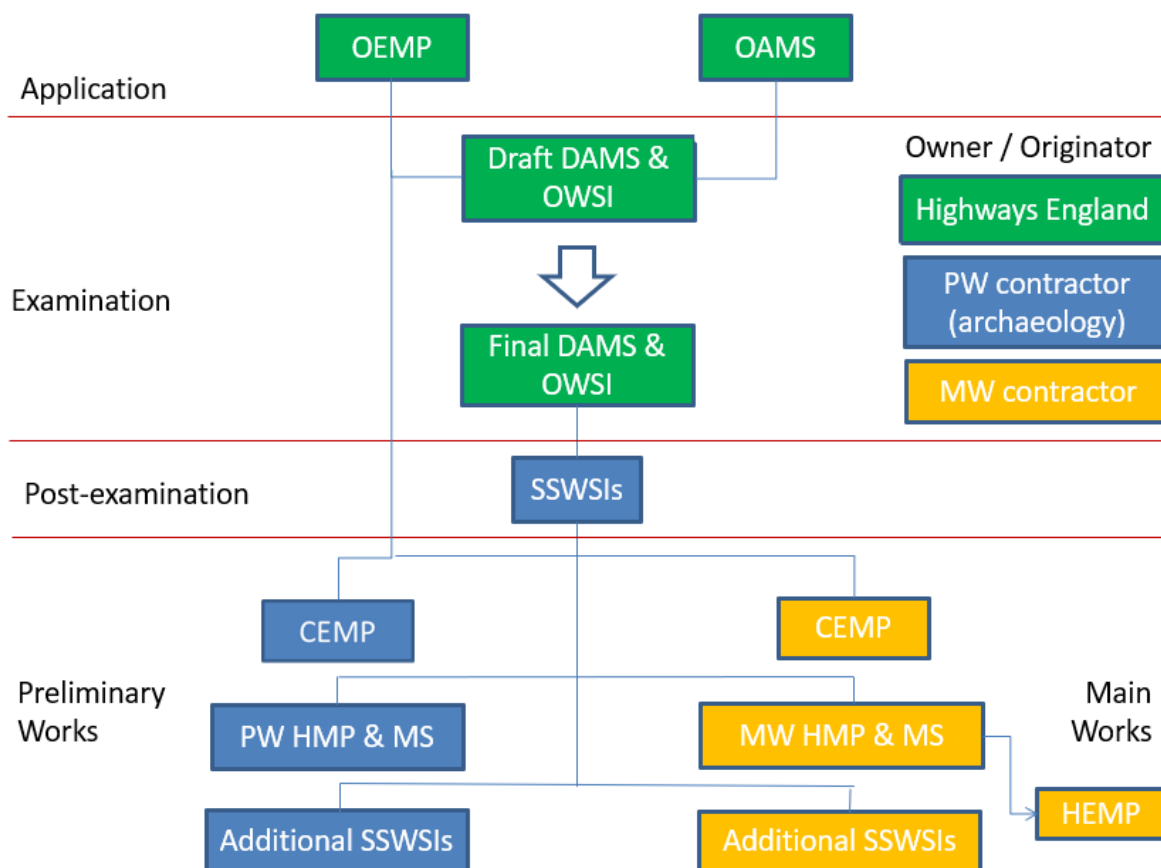 OEMP
OAMS
Application
Draft DAMS &
OWSI
Owner / Originator
Highways England
PW contractor
(archaeology)
MW contractor
Examination
Final DAMS &
OWSI
Post-examination
SSWSIs
CEMP
CEMP
Preliminary
Works
PW HMP & MS
MW HMP & MS
Main
Works
HEMP
Additional SSWSIs
Additional SSWSIs